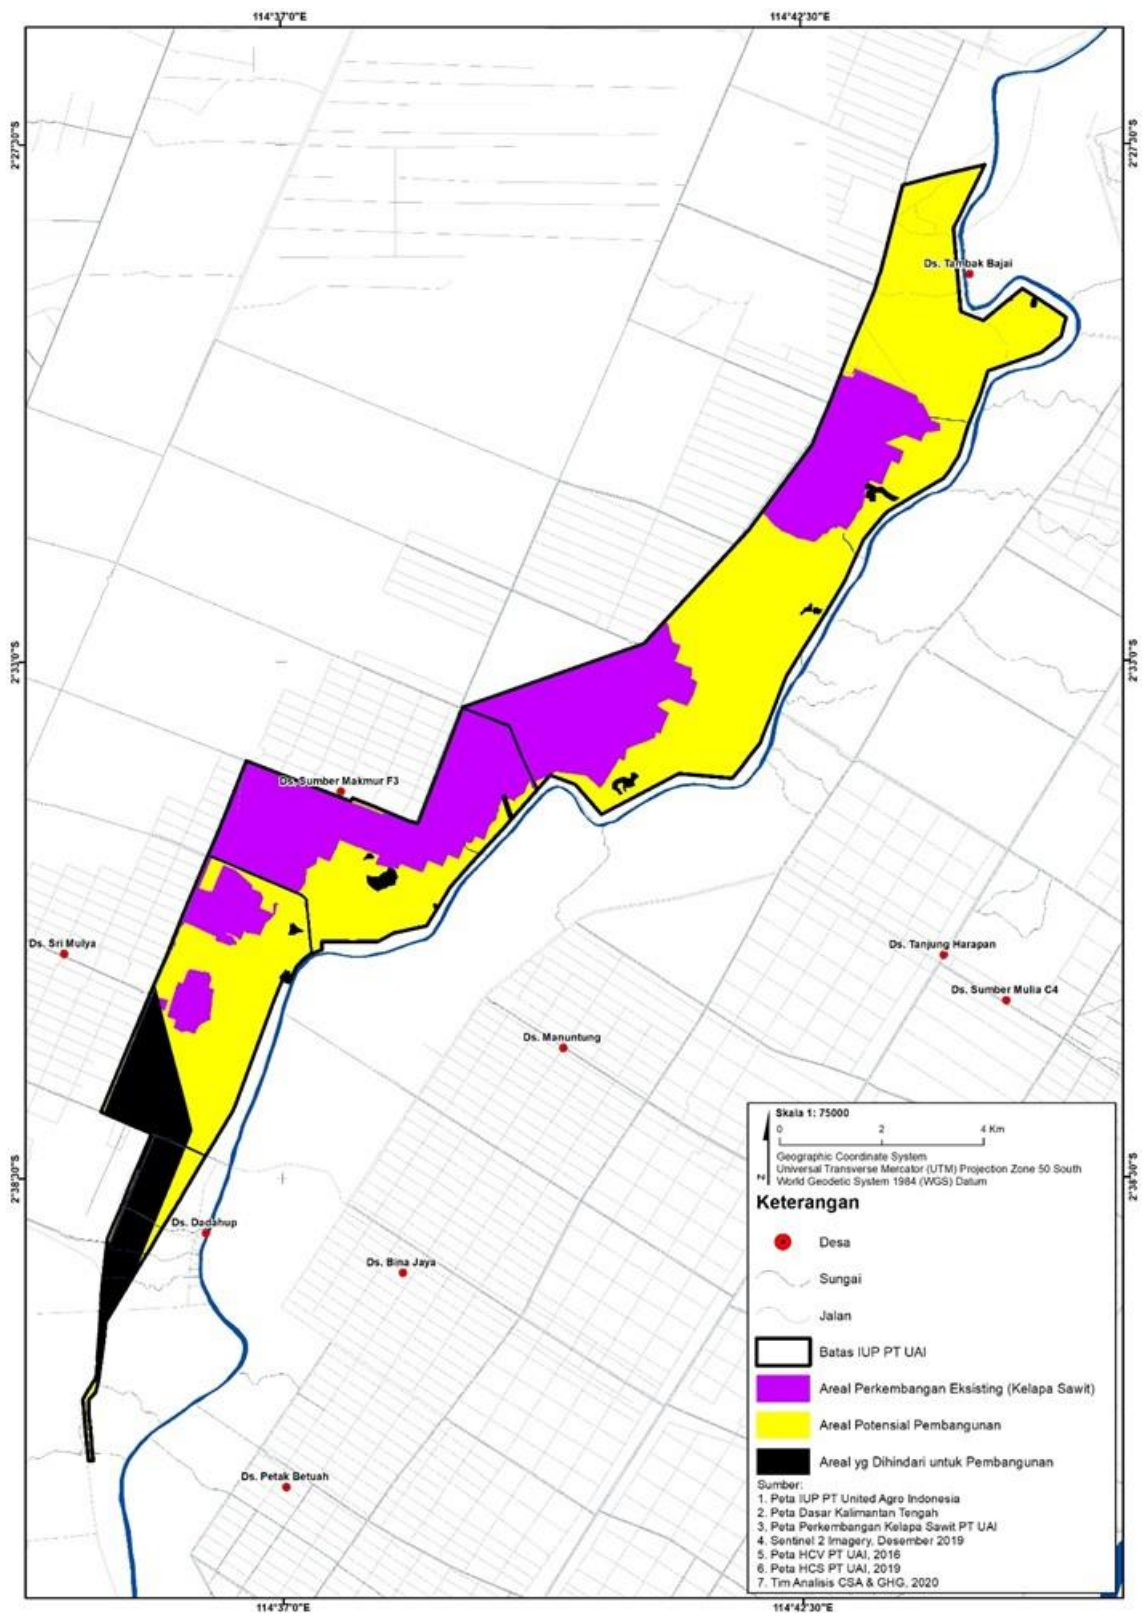 114°37'0"E
114°42'30"E
2°27'30"S
2°27'30"S
Ds. Tambak Bajai
2°33'0"S
2°33'0"S
Ds. Sumber Makmur F3
Ds. Sri Mulya
Ds. Tanjung Harapan
Ds. Sumber Mulia C4
Ds. Manuntung
2°38'30"S
2°38'30"S
Ds. Dadahup
Ds. Bina Jaya
Ds. Petak Betuah
Skala 1: 75000
0 2 4 Km
N
Geographic Coordinate System
Universal Transverse Mercator (UTM) Projection Zone 50 South
World Geodetic System 1984 (WGS) Datum
Keterangan
Desa
Sungai
Jalan
Batas IUP PT UAI
Areal Perkembangan Eksisting (Kelapa Sawit)
Areal Potensial Pembangunan
Areal yg Dihindari untuk Pembangunan
Sumber:
1. Peta IUP PT United Agro Indonesia
2. Peta Dasar Kalimantan Tengah
3. Peta Perkembangan Kelapa Sawit PT UAI
4. Sentinel 2 Imagery, Desember 2019
5. Peta HCV PT UAI, 2016
6. Peta HCS PT UAI, 2019
7. Tim Analisis CSA & GHG, 2020
114°37'0"E
114°42'30"E